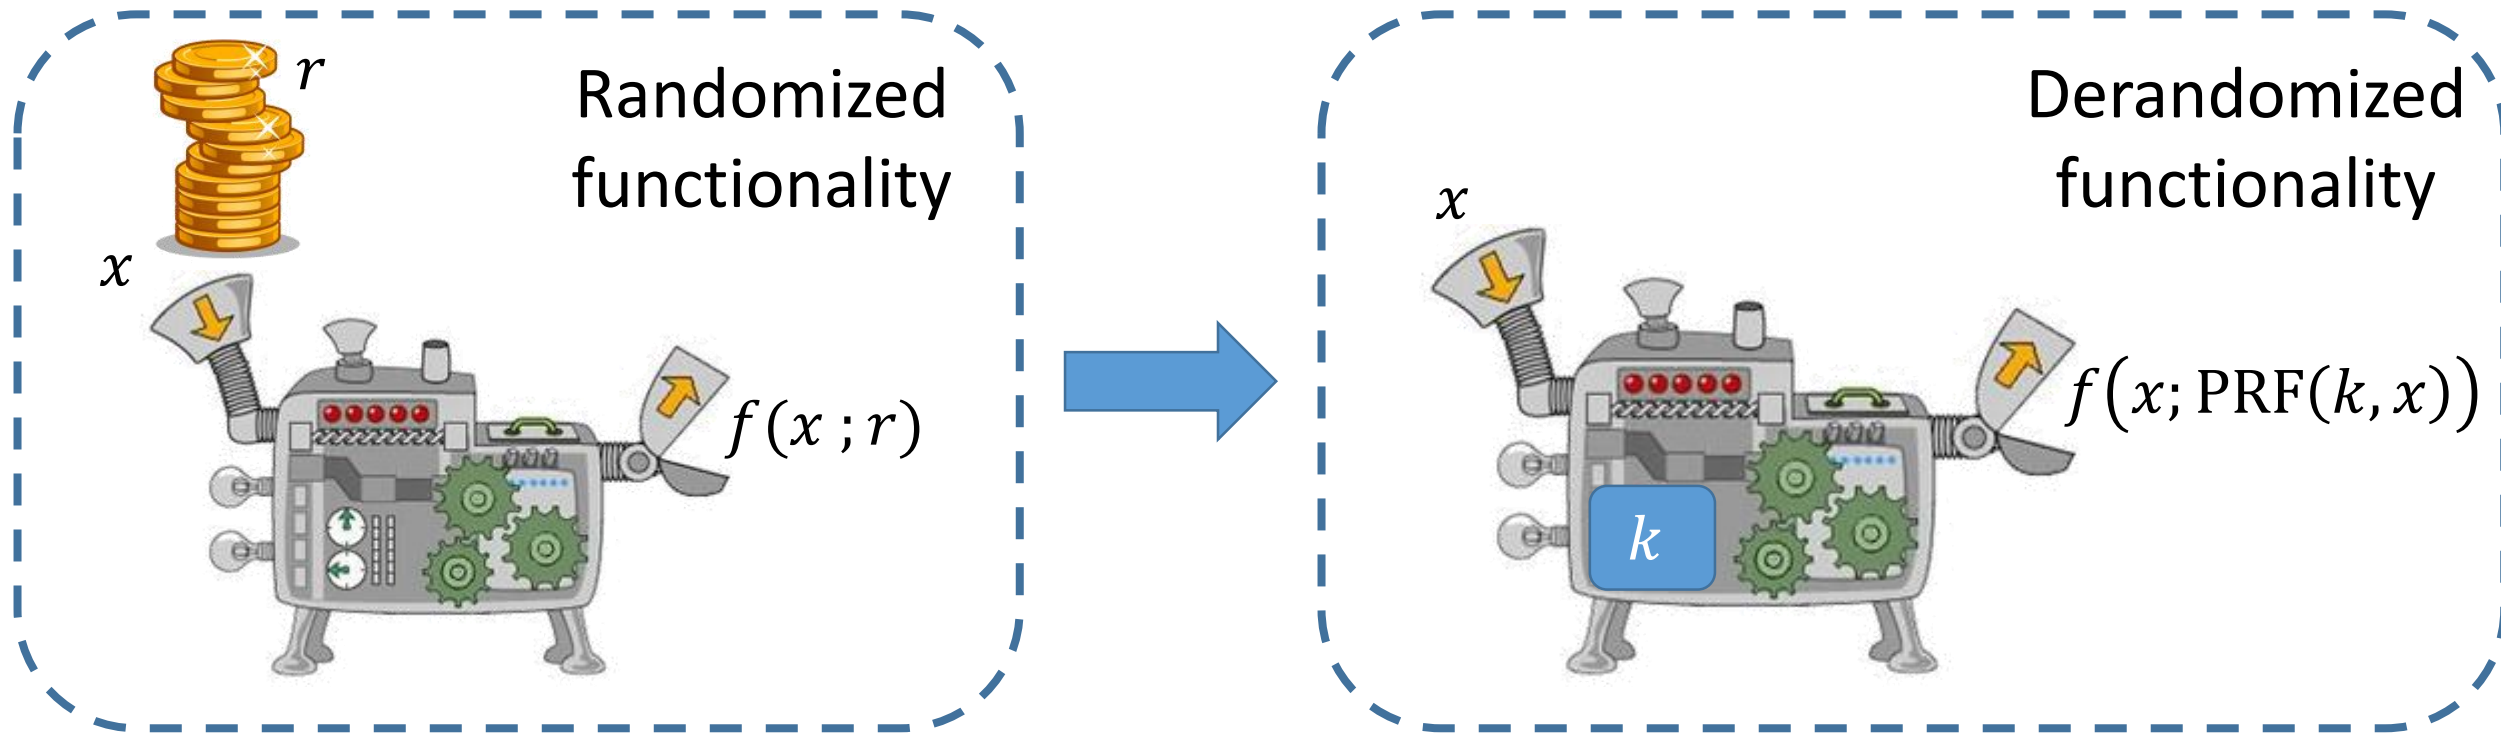 r
Randomized
functionality
x
f(x ; r)
Derandomized
functionality
x
f(x; PRF(k, x))
k